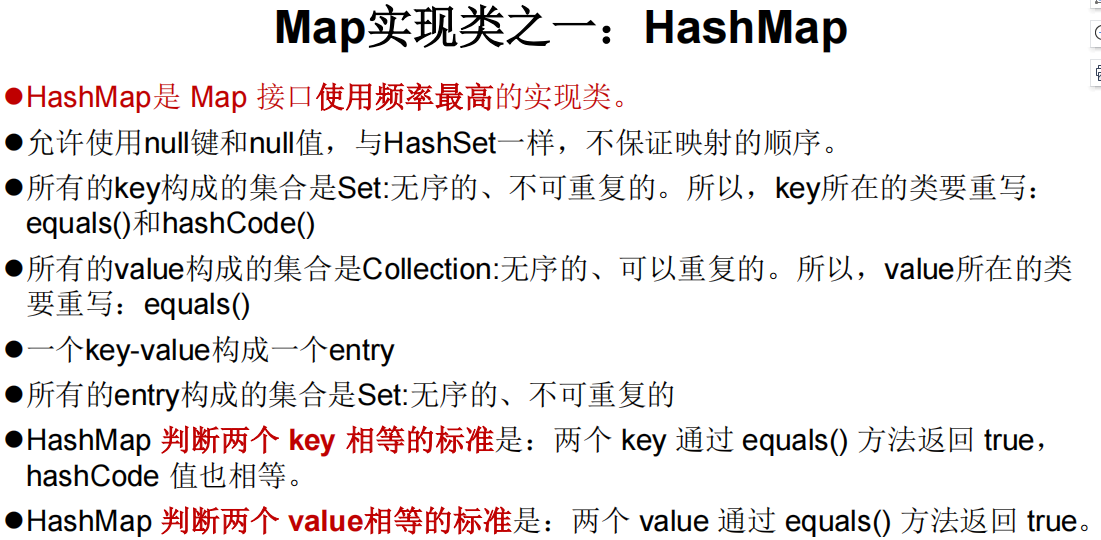 Map实现类之一：HashMap
●HashMap是 Map 接口使用频率最高的实现类。
●允许使用null键和null值，与HashSet一样，不保证映射的顺序。
●所有的key构成的集合是Set:无序的、不可重复的。所以，key所在的类要重写：
equals()和hashCode()
●所有的value构成的集合是Collection:无序的、可以重复的。所以，value所在的类
要重写：equals()
●一个key-value构成一个entry
●所有的entry构成的集合是Set:无序的、不可重复的
●HashMap 判断两个 key 相等的标准是：两个 key 通过 equals() 方法返回 true，
hashCode 值也相等。
●HashMap 判断两个 value相等的标准是：两个 value 通过 equals() 方法返回 true。